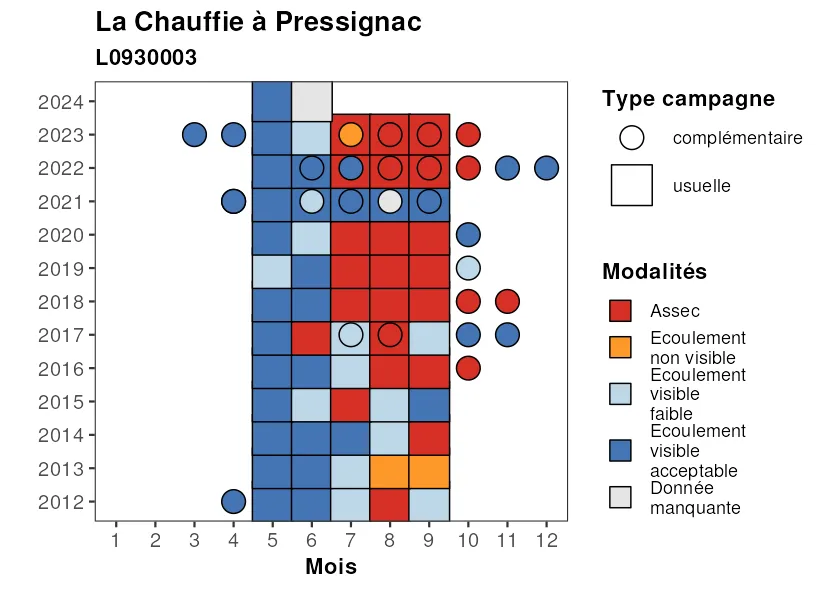 La Chauffie à Pressignac
L0930003
2024
2023
2022
2021
2020
2019
2018
2017
2016
2015
2014
2013
2012
1 2 3 4 5 6 7 8 9 10 11 12
Mois
Type campagne
complémentaire
usuelle
Modalités
Assec
Ecoulement
non visible
Ecoulement
visible
faible
Ecoulement
visible
acceptable
Donnée
manquante